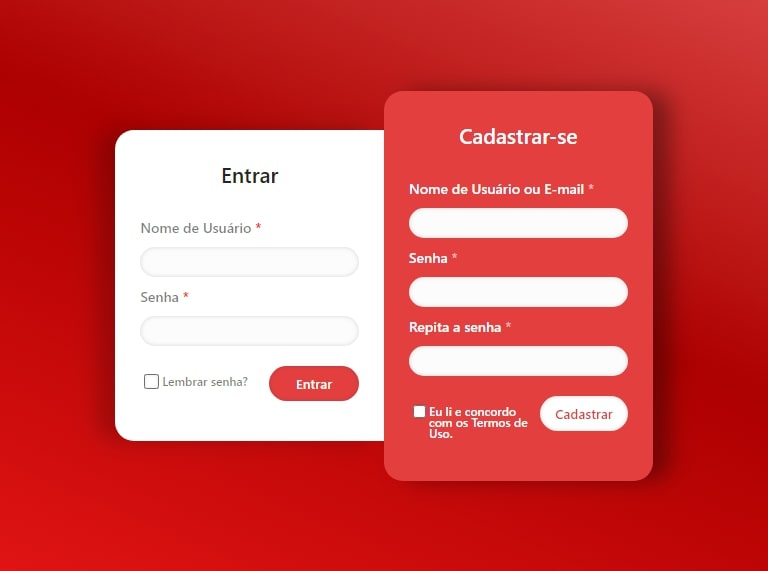 Entrar
Nome de Usuário *
Senha *
Lembrar senha?
Entrar
Cadastrar-se
Nome de Usuário ou E-mail *
Senha *
Repita a senha *
Eu li e concordo
com os Termos de
Uso.
Cadastrar